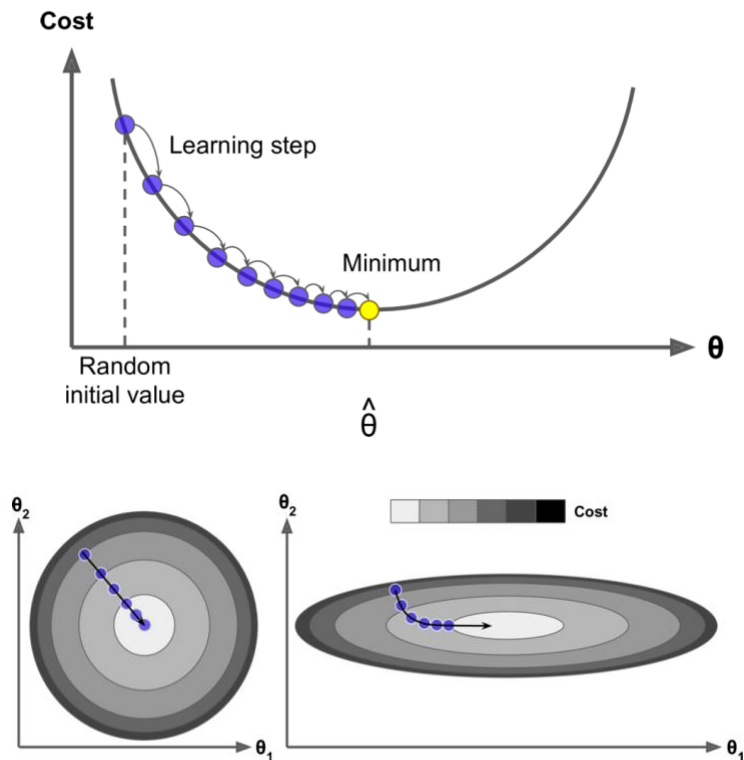 Cost
Learning step
Minimum
θ
Random
initial value
θ̂
θ₂
θ₂
Cost
θ₁
θ₁